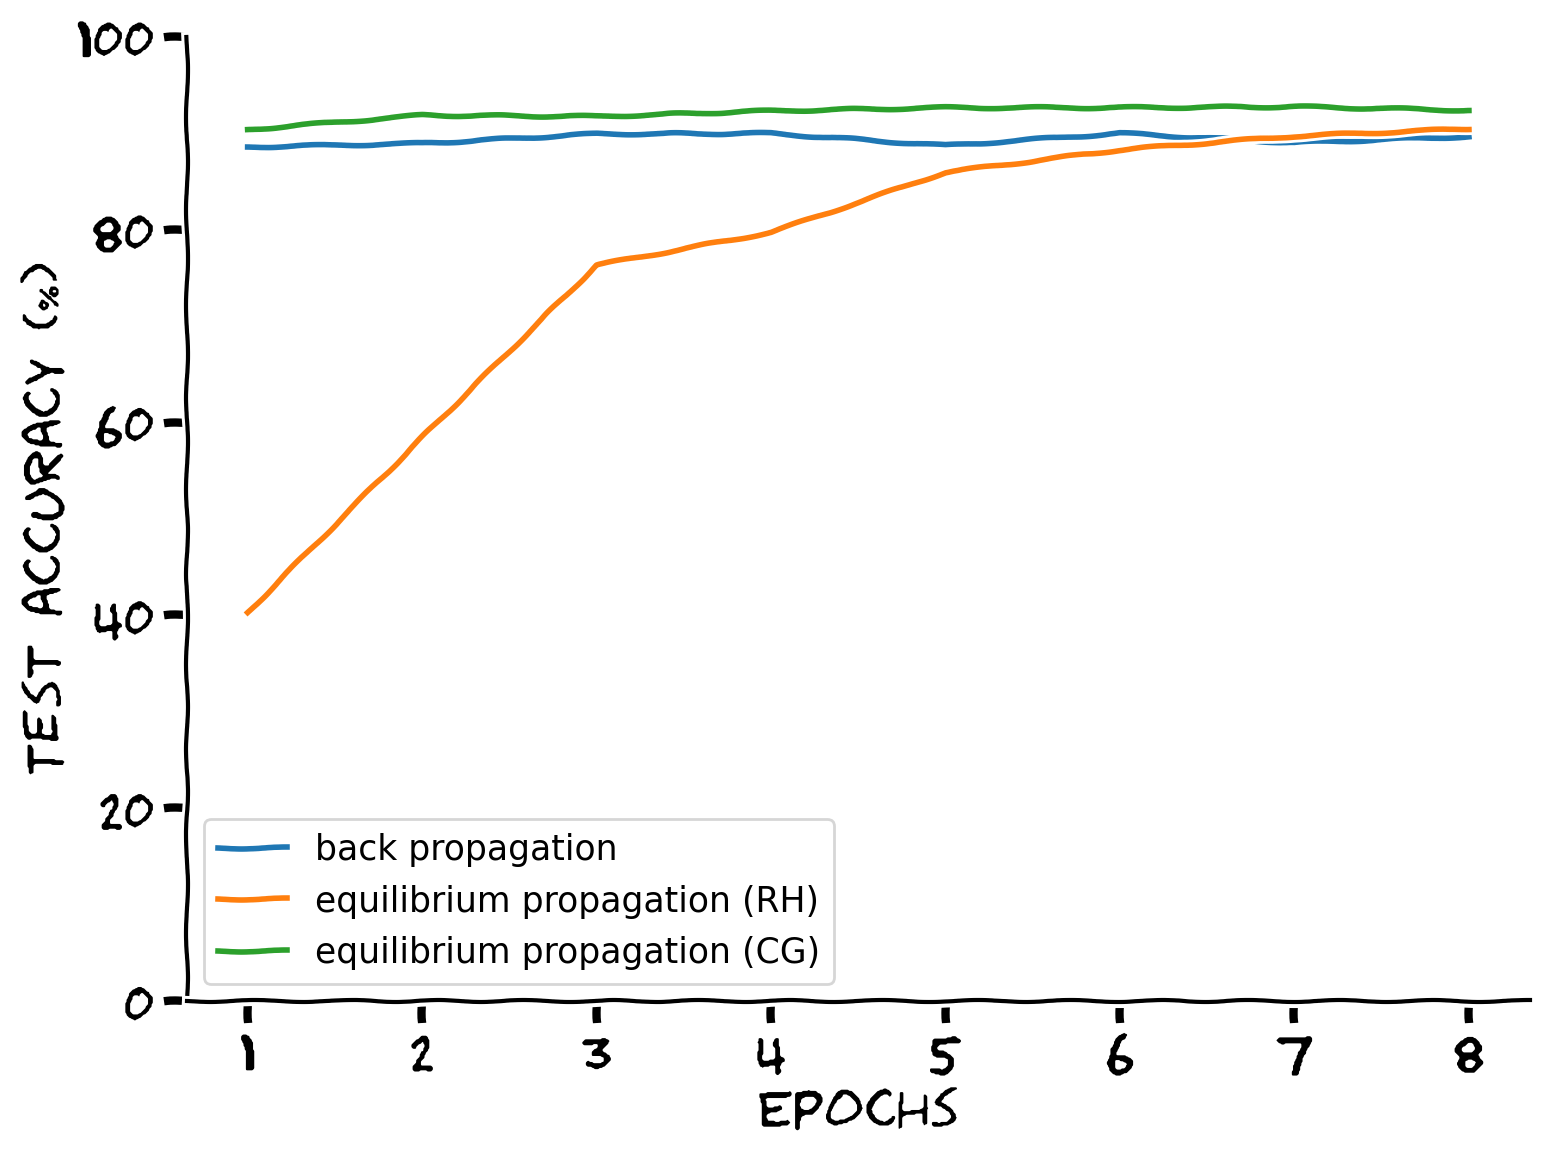 100
80
60
40
20
0
TEST ACCURACY (%)
back propagation
equilibrium propagation (RH)
equilibrium propagation (CG)
1 2 3 4 5 6 7 8
EPOCHS